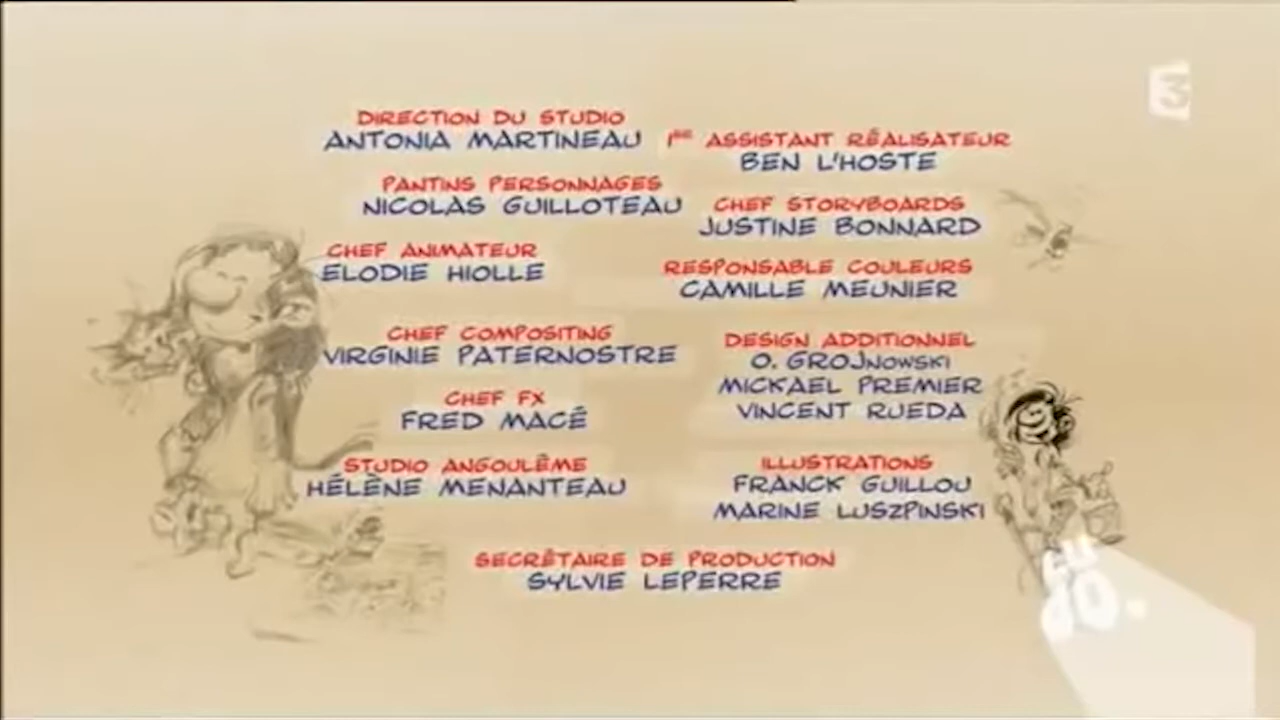 3
DIRECTION DU STUDIO
ANTONIA MARTINEAU
1ER ASSISTANT RÉALISATEUR
BEN L'HOSTE
PANTINS PERSONNAGES
NICOLAS GUILLOTEAU
CHEF STORYBOARDS
JUSTINE BONNARD
CHEF ANIMATEUR
ELODIE HIOLLE
RESPONSABLE COULEURS
CAMILLE MEUNIER
CHEF COMPOSITING
VIRGINIE PATERNOSTRE
DESIGN ADDITIONNEL
O. GROJNOWSKI
MICKAEL PREMIER
VINCENT RUEDA
CHEF FX
FRED MACÉ
STUDIO ANGOULÊME
HÉLÈNE MENANTEAU
ILLUSTRATIONS
FRANCK GUILLOU
MARINE LUSZPINSKI
SECRÉTAIRE DE PRODUCTION
SYLVIE LEPERRE